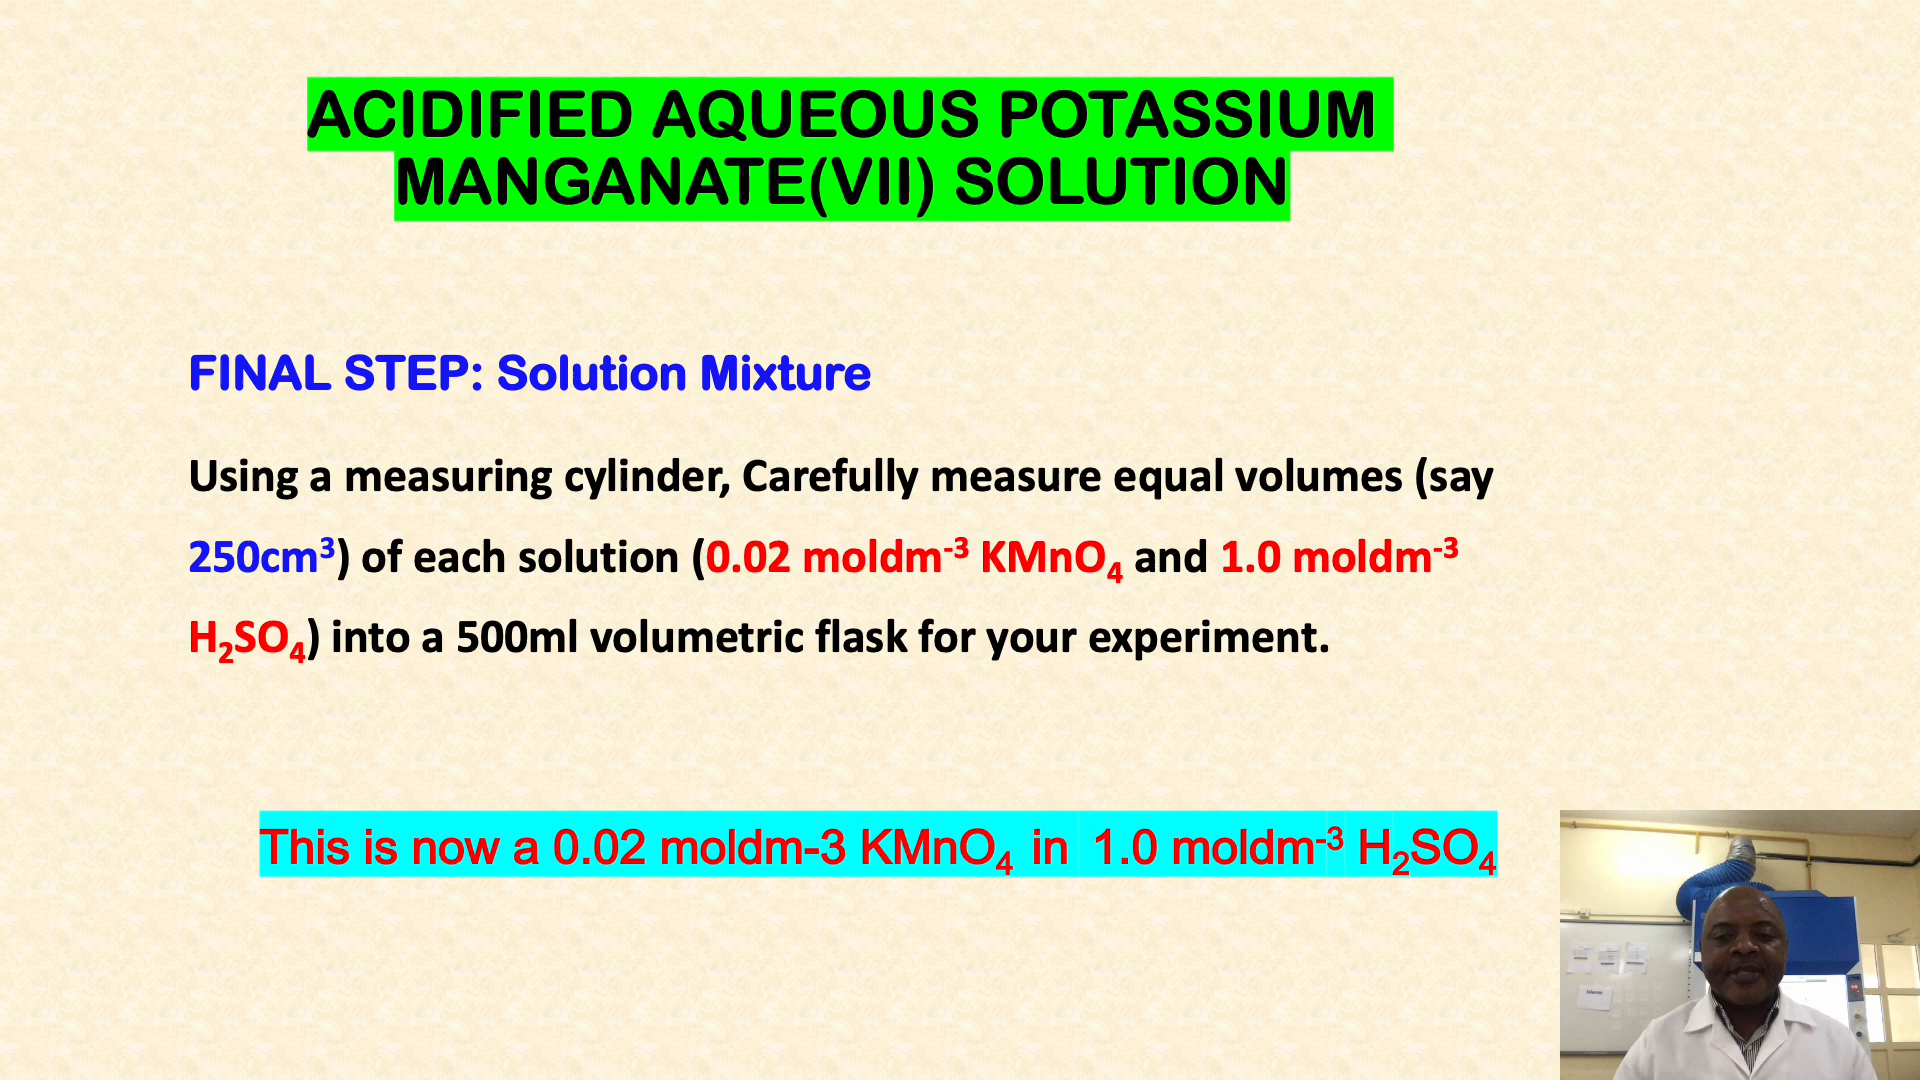 ACIDIFIED AQUEOUS POTASSIUM
MANGANATE(VII) SOLUTION
FINAL STEP: Solution Mixture
Using a measuring cylinder, Carefully measure equal volumes (say
250cm³) of each solution (0.02 moldm⁻³ KMnO₄ and 1.0 moldm⁻³
H₂SO₄) into a 500ml volumetric flask for your experiment.
This is now a 0.02 moldm-3 KMnO₄ in 1.0 moldm⁻³ H₂SO₄